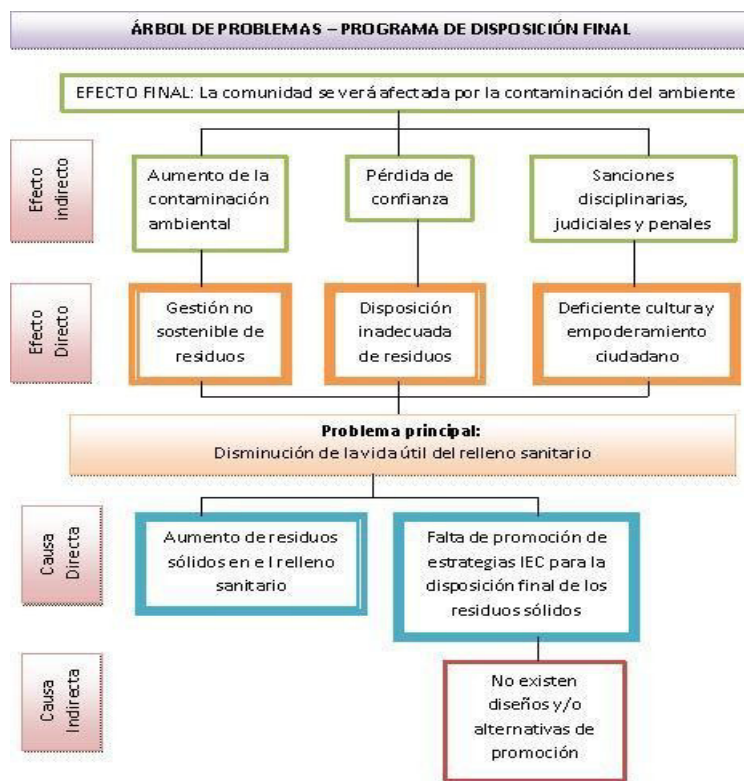 ÁRBOL DE PROBLEMAS – PROGRAMA DE DISPOSICIÓN FINAL
EFECTO FINAL: La comunidad se verá afectada por la contaminación del ambiente
Efecto
indirecto
Aumento de la
contaminación
ambiental
Pérdida de
confianza
Sanciones
disciplinarias,
judiciales y penales
Efecto
Directo
Gestión no
sostenible de
residuos
Disposición
inadecuada
de residuos
Deficiente cultura y
empoderamiento
ciudadano
Problema principal:
Disminución de la vida útil del relleno sanitario
Causa
Directa
Aumento de residuos
sólidos en e l relleno
sanitario
Falta de promoción de
estrategias IEC para la
disposición final de los
residuos sólidos
Causa
Indirecta
No existen
diseños y/o
alternativas de
promoción